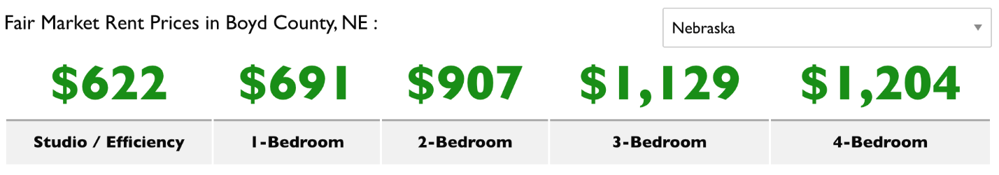 Fair Market Rent Prices in Boyd County, NE :
Nebraska
$622 $691 $907 $1,129 $1,204
Studio / Efficiency 1-Bedroom 2-Bedroom 3-Bedroom 4-Bedroom